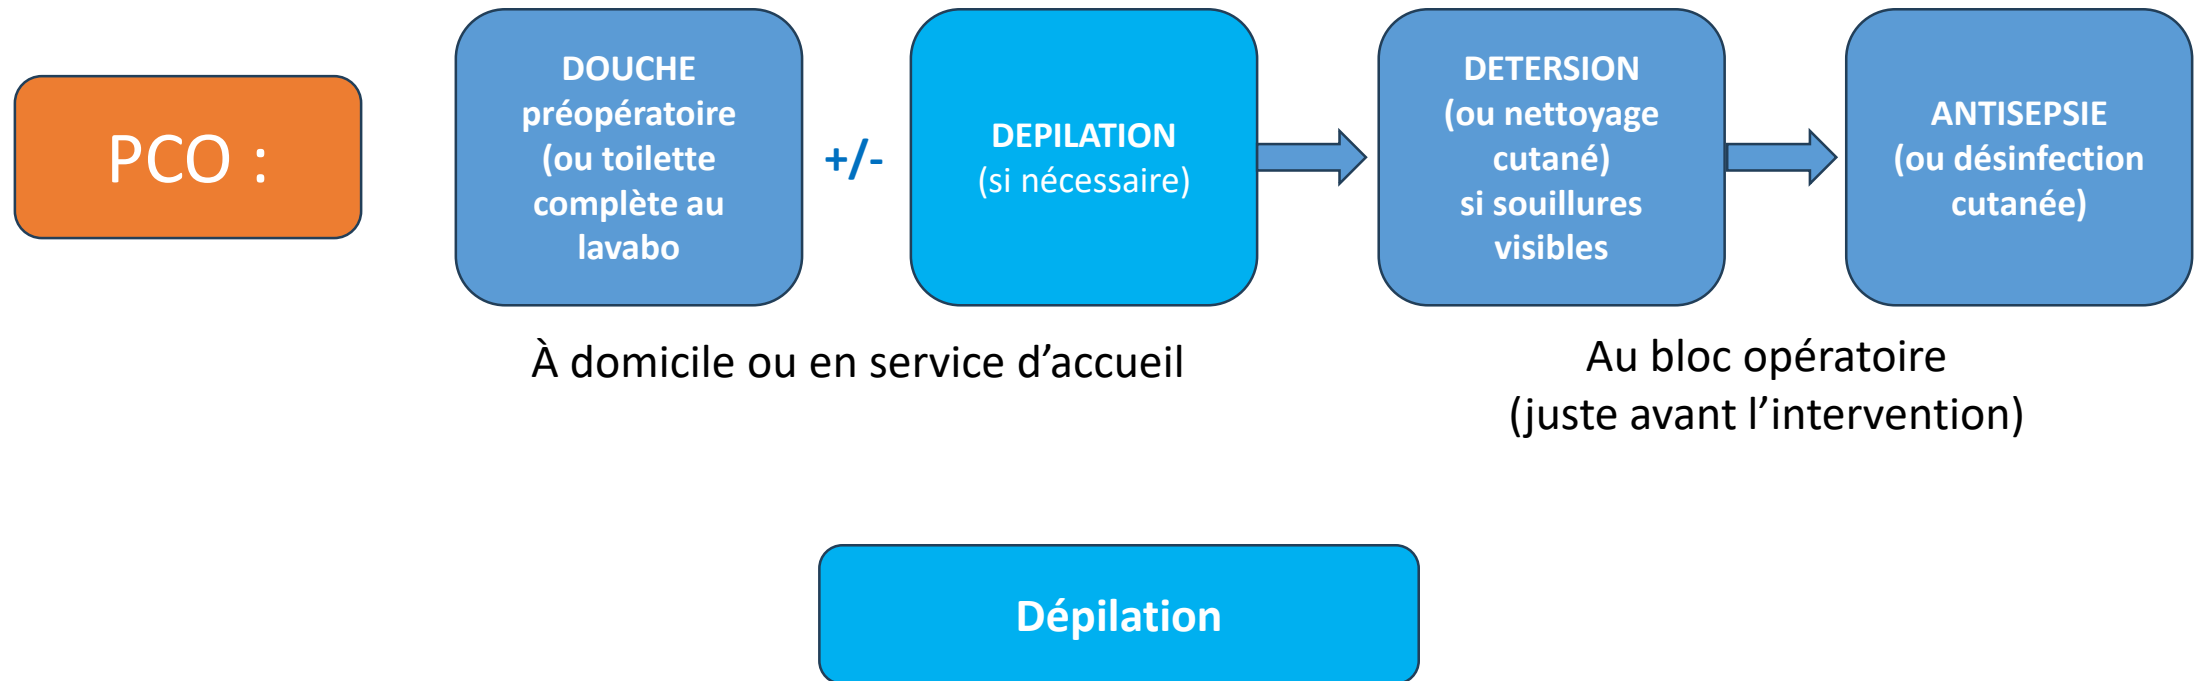 PCO :
DOUCHE
préopératoire
(ou toilette
complète au
lavabo
+/-
DEPILATION
(si nécessaire)
DETERSION
(ou nettoyage
cutané)
si souillures
visibles
ANTISEPSIE
(ou désinfection
cutanée)
À domicile ou en service d’accueil
Au bloc opératoire
(juste avant l’intervention)
Dépilation